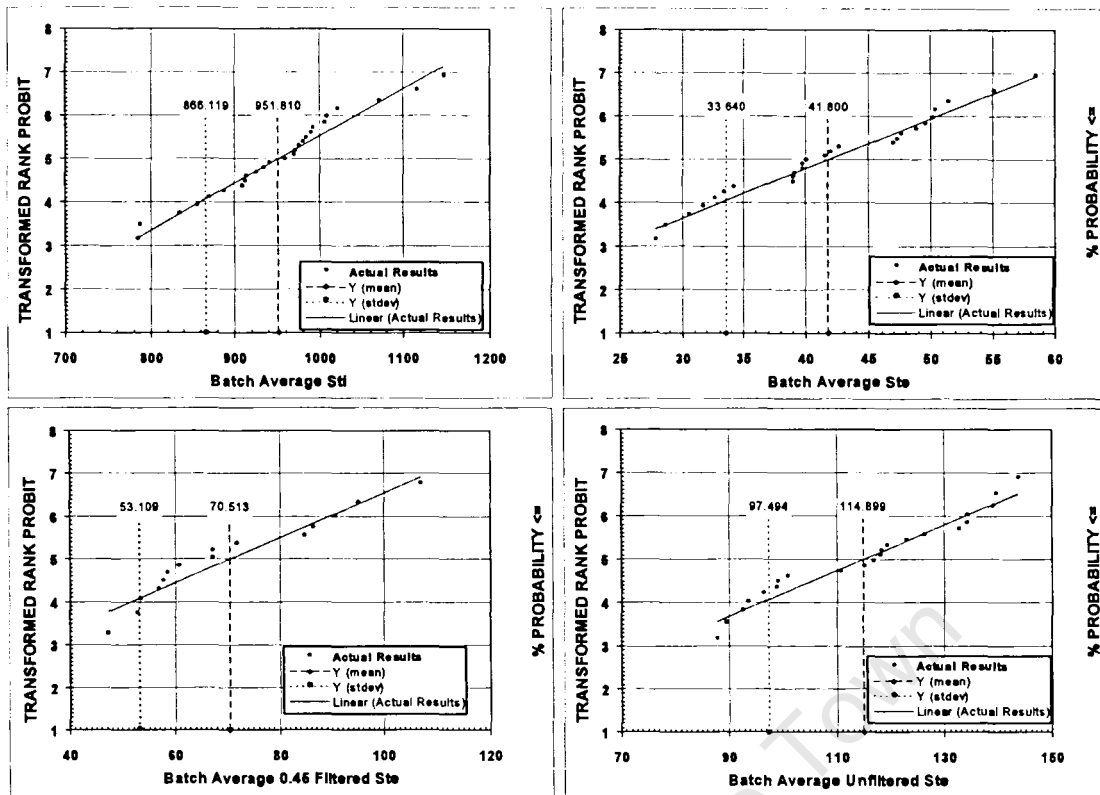 TRANSFORMED RANK PROBIT
8
7
6
5
4
3
2
1
866.119
951.810
Actual Results
Y (mean)
Y (stdev)
Linear (Actual Results)
700 800 900 1000 1100 1200
Batch Average Sti
TRANSFORMED RANK PROBIT
8
7
6
5
4
3
2
1
33.640
41.800
Actual Results
Y (mean)
Y (stdev)
Linear (Actual Results)
25 30 35 40 45 50 55 60
Batch Average Ste
% PROBABILITY <=
TRANSFORMED RANK PROBIT
8
7
6
5
4
3
2
1
53.109
70.513
Actual Results
Y (mean)
Y (stdev)
Linear (Actual Results)
40 60 80 100 120
Batch Average 0.45 Filtered Ste
% PROBABILITY <=
TRANSFORMED RANK PROBIT
8
7
6
5
4
3
2
1
97.494
114.899
Actual Results
Y (mean)
Y (stdev)
Linear (Actual Results)
70 90 110 130 150
Batch Average Unfiltered Ste
% PROBABILITY <=
Town